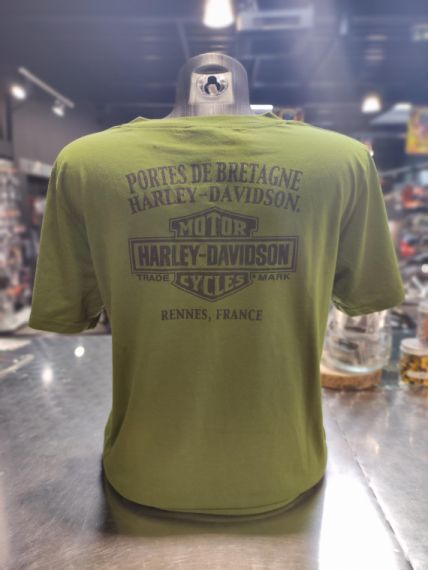 PORTES DE BRETAGNE
HARLEY-DAVIDSON.
MOTOR
HARLEY-DAVIDSON
TRADE MARK
CYCLES
RENNES, FRANCE